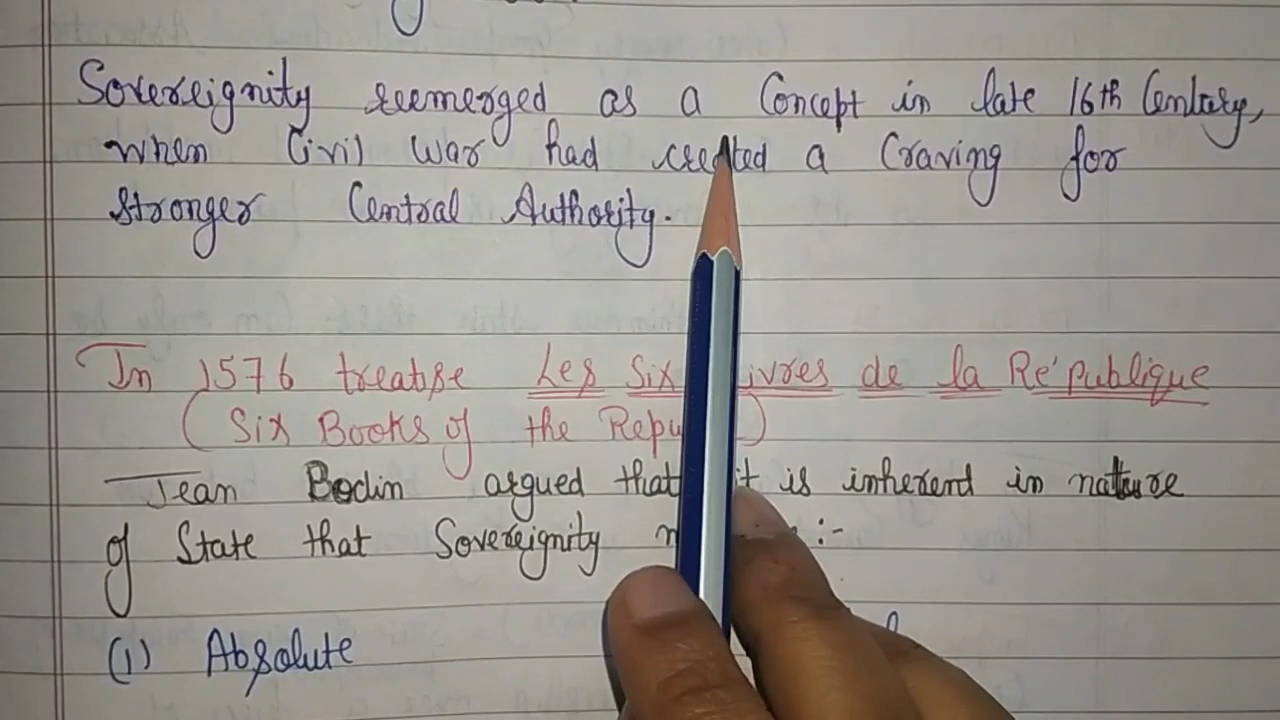 Sovereignity reemerged as a Concept in late 16th Century,
when Civil War had created a Craving for
Stronger Central Authority.
In 1576 treatise Les Six Livres de la République
(Six Books of the Repu )
Jean Bodin argued that it is inherent in nature
of State that Sovereignity :-
(1) Absolute